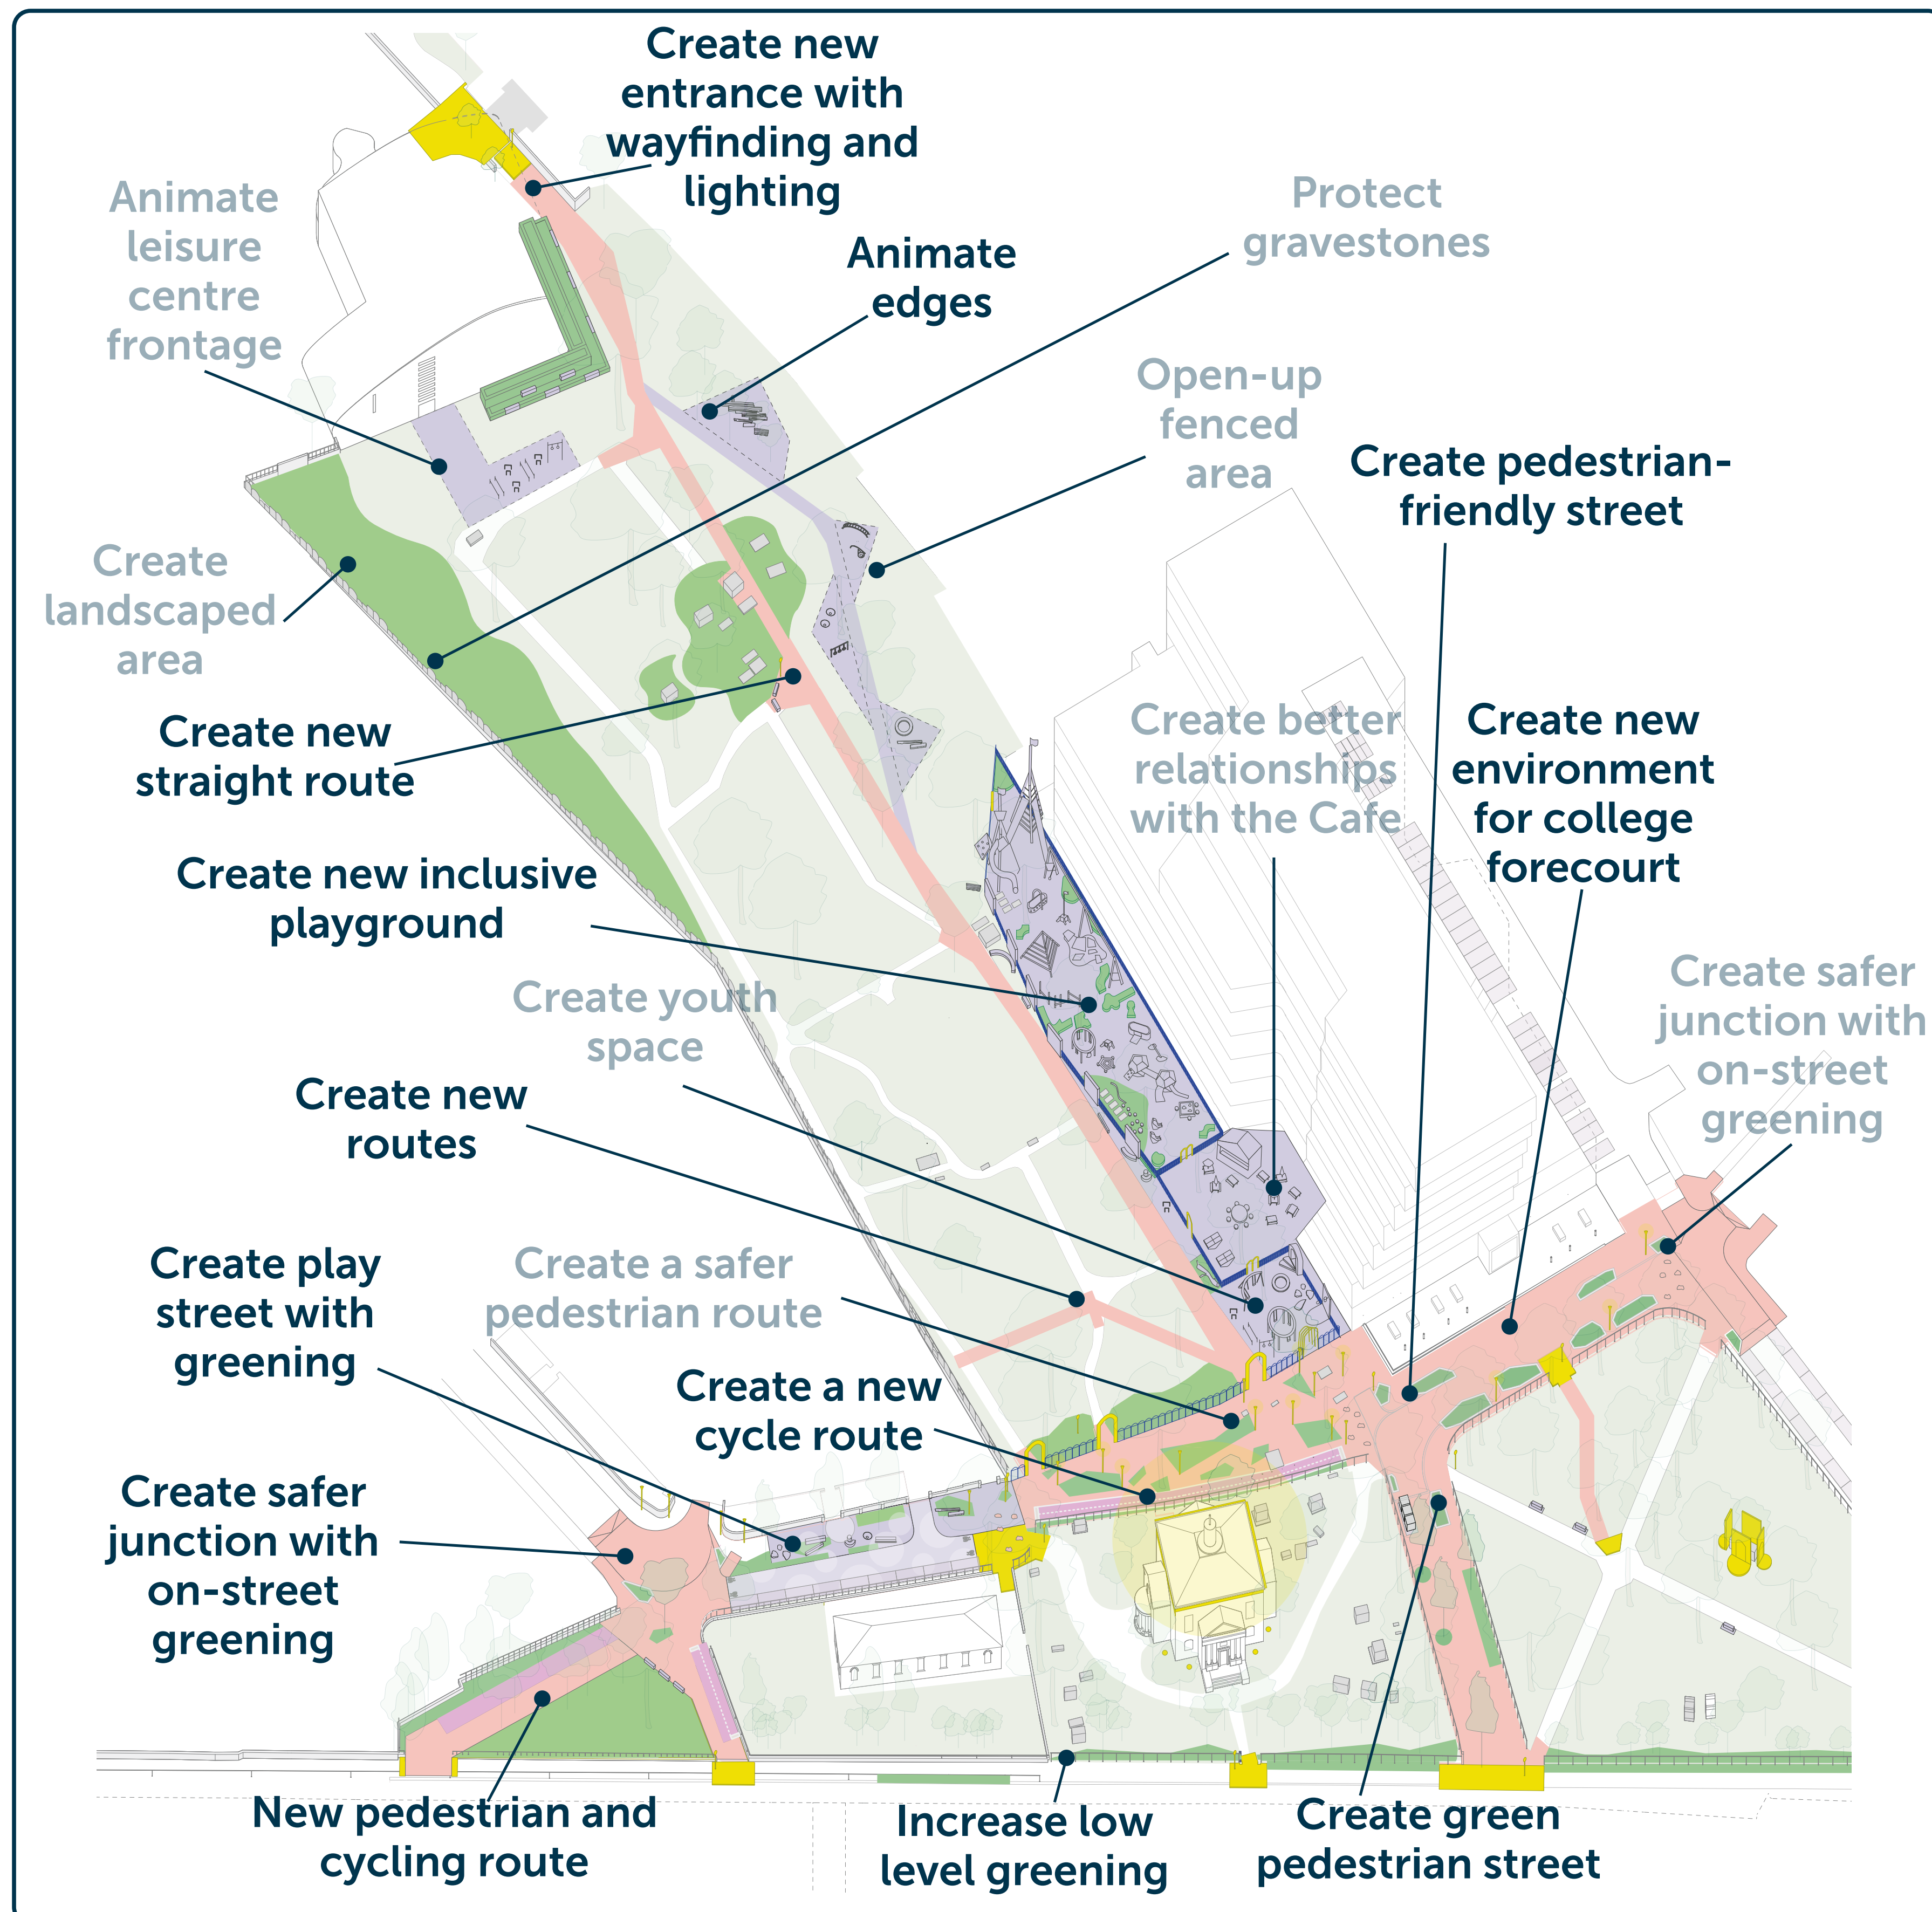 Create new
entrance with
wayfinding and
lighting
Animate
leisure
centre
frontage
Protect
gravestones
Animate
edges
Open-up
fenced
area
Create pedestrian-
friendly street
Create
landscaped
area
Create new
straight route
Create better
relationships
with the Cafe
Create new
environment
for college
forecourt
Create new inclusive
playground
Create youth
space
Create safer
junction with
on-street
greening
Create new
routes
Create play
street with
greening
Create a safer
pedestrian route
Create a new
cycle route
Create safer
junction with
on-street
greening
New pedestrian and
cycling route
Increase low
level greening
Create green
pedestrian street